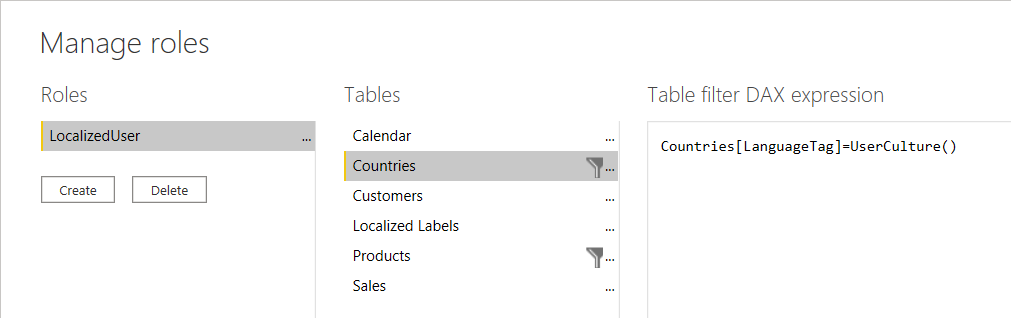 Manage roles
Roles
Tables
Table filter DAX expression
LocalizedUser ...
Create
Delete
Calendar ...
Countries ...
Customers ...
Localized Labels ...
Products ...
Sales ...
Countries[LanguageTag]=UserCulture()